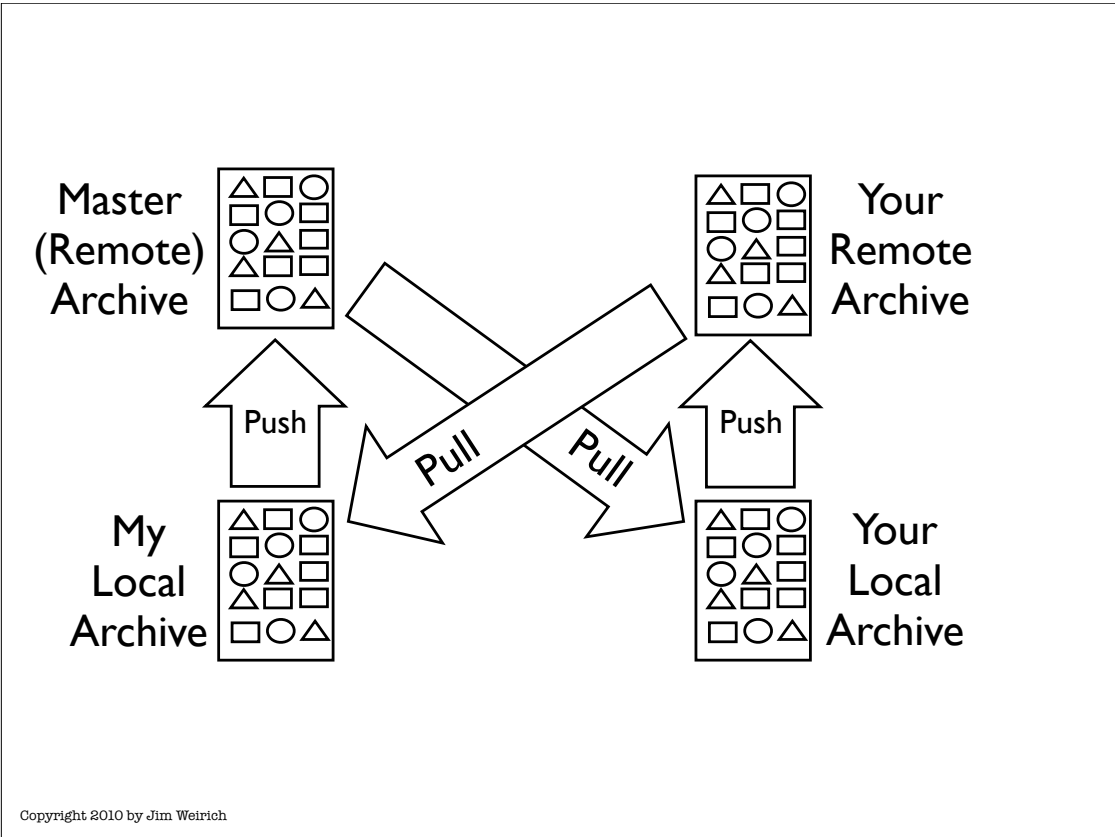 Master
(Remote)
Archive
Your
Remote
Archive
Push
Pull
Pull
Push
My
Local
Archive
Your
Local
Archive
Copyright 2010 by Jim Weirich